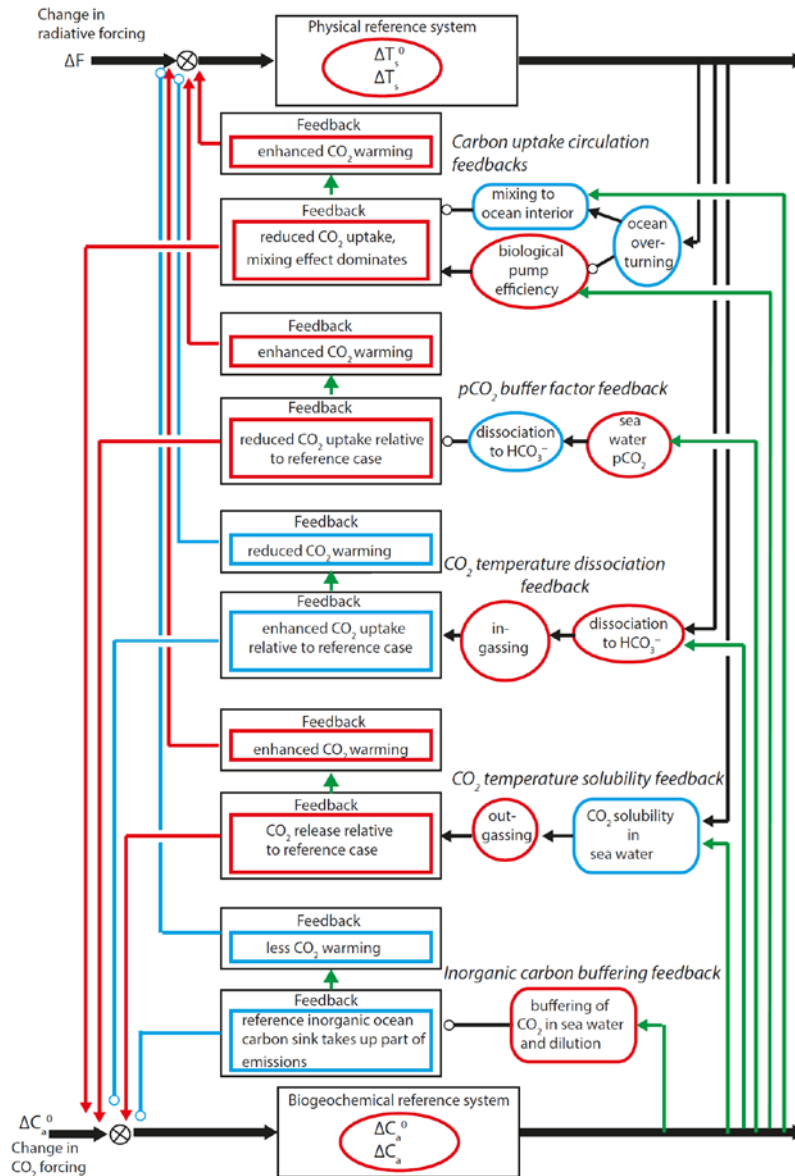 Change in
radiative forcing
ΔF
Physical reference system
ΔTₛ⁰
ΔTₛ
Feedback
enhanced CO₂ warming
Carbon uptake circulation
feedbacks
Feedback
reduced CO₂ uptake,
mixing effect dominates
mixing to
ocean interior
biological
pump
efficiency
ocean
over-
turning
Feedback
enhanced CO₂ warming
pCO₂ buffer factor feedback
Feedback
reduced CO₂ uptake relative
to reference case
dissociation
to HCO₃⁻
sea
water
pCO₂
Feedback
reduced CO₂ warming
CO₂ temperature dissociation
feedback
Feedback
enhanced CO₂ uptake
relative to reference case
in-
gassing
dissociation
to HCO₃⁻
Feedback
enhanced CO₂ warming
CO₂ temperature solubility feedback
Feedback
CO₂ release relative
to reference case
out-
gassing
CO₂ solubility
in
sea water
Feedback
less CO₂ warming
Inorganic carbon buffering feedback
Feedback
reference inorganic ocean
carbon sink takes up part of
emissions
buffering of
CO₂ in sea water
and dilution
ΔCₐ⁰
Change in
CO₂ forcing
Biogeochemical reference system
ΔCₐ⁰
ΔCₐ